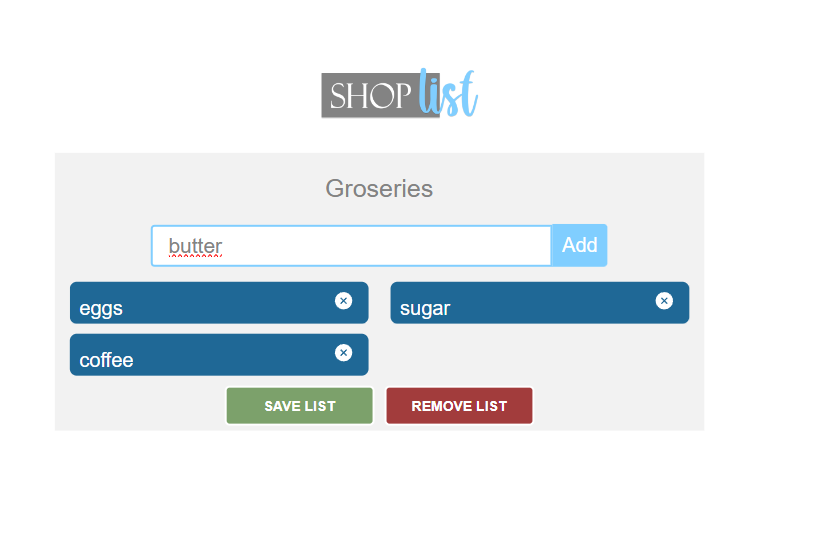 SHOP list
Groseries
butter Add
eggs sugar
coffee
SAVE LIST REMOVE LIST